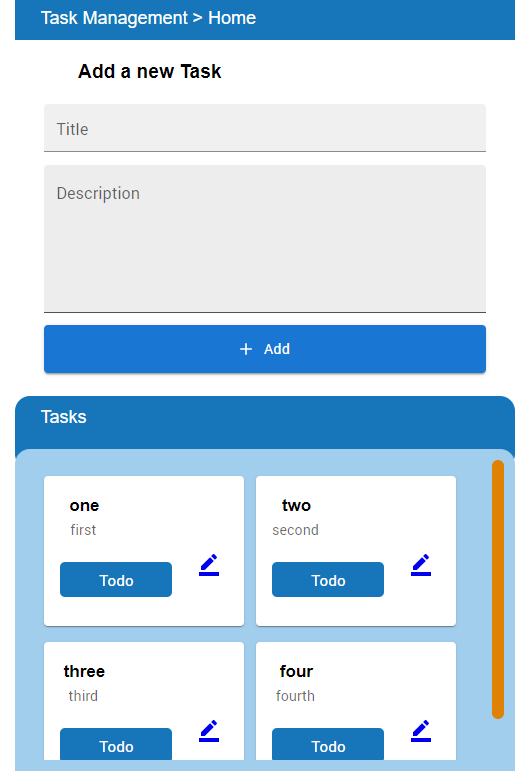 Task Management > Home
Add a new Task
Title
Description
+ Add
Tasks
one
first
Todo
two
second
Todo
three
third
Todo
four
fourth
Todo